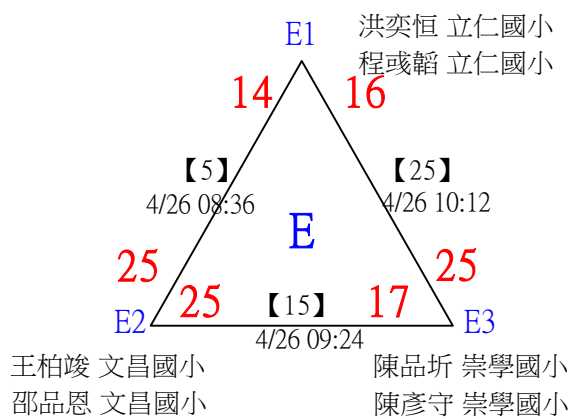 E1
洪奕恒 立仁國小
程彧韜 立仁國小
14
16
【5】
4/26 08:36
【25】
4/26 10:12
E
25
25
E2
【15】
4/26 09:24
17
25
E3
王柏竣 文昌國小
邵品恩 文昌國小
陳品圻 崇學國小
陳彥守 崇學國小